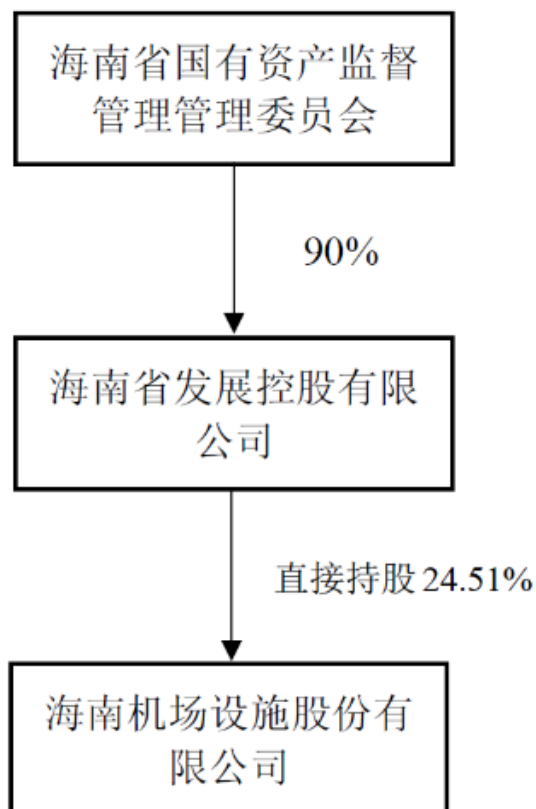 海南省国有资产监督
管理管理委员会
90%
海南省发展控股有限
公司
直接持股 24.51%
海南机场设施股份有
限公司